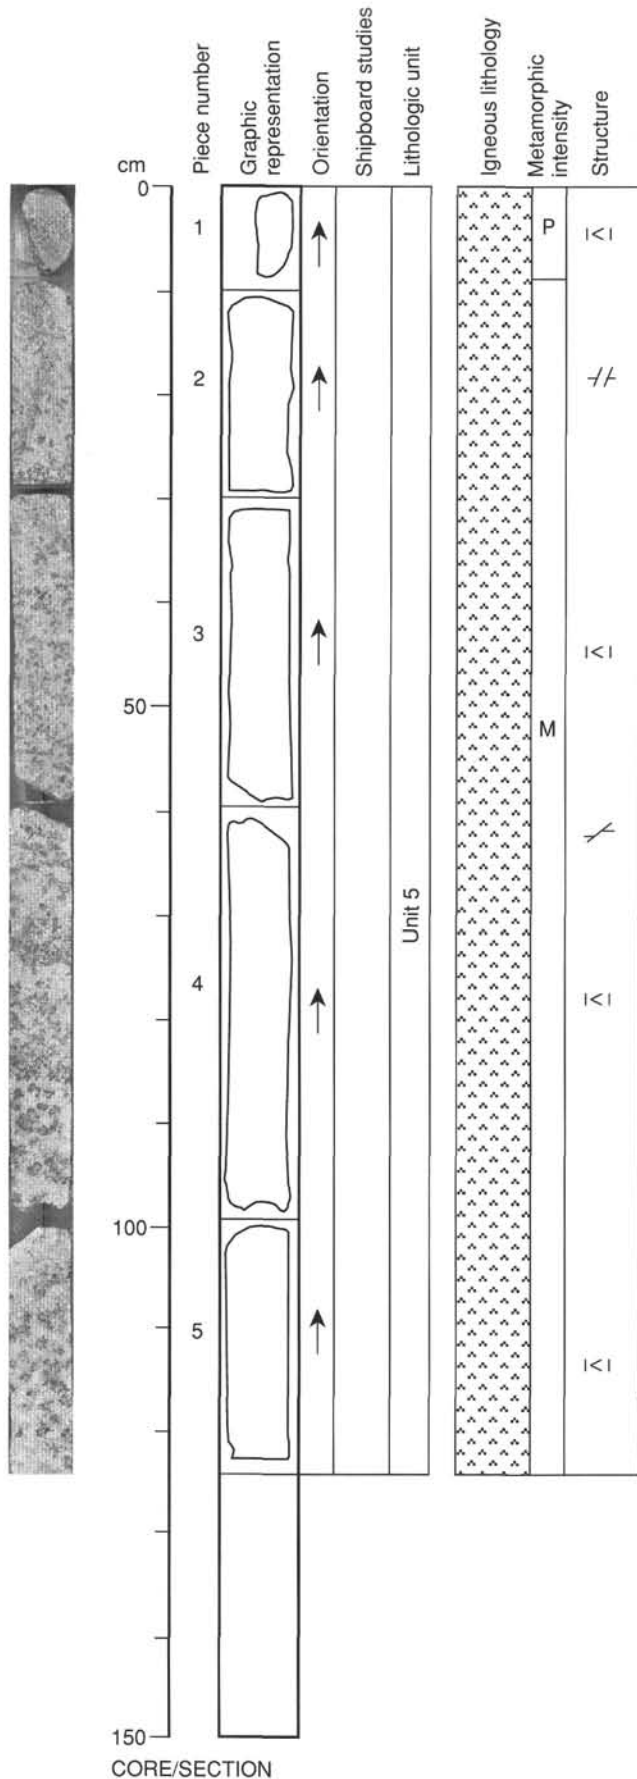 cm
Piece number
Graphic representation
Orientation
Shipboard studies
Lithologic unit
Igneous lithology
Metamorphic intensity
Structure
0
1
P
2
3
50
M
Unit 5
4
100
5
150
CORE/SECTION